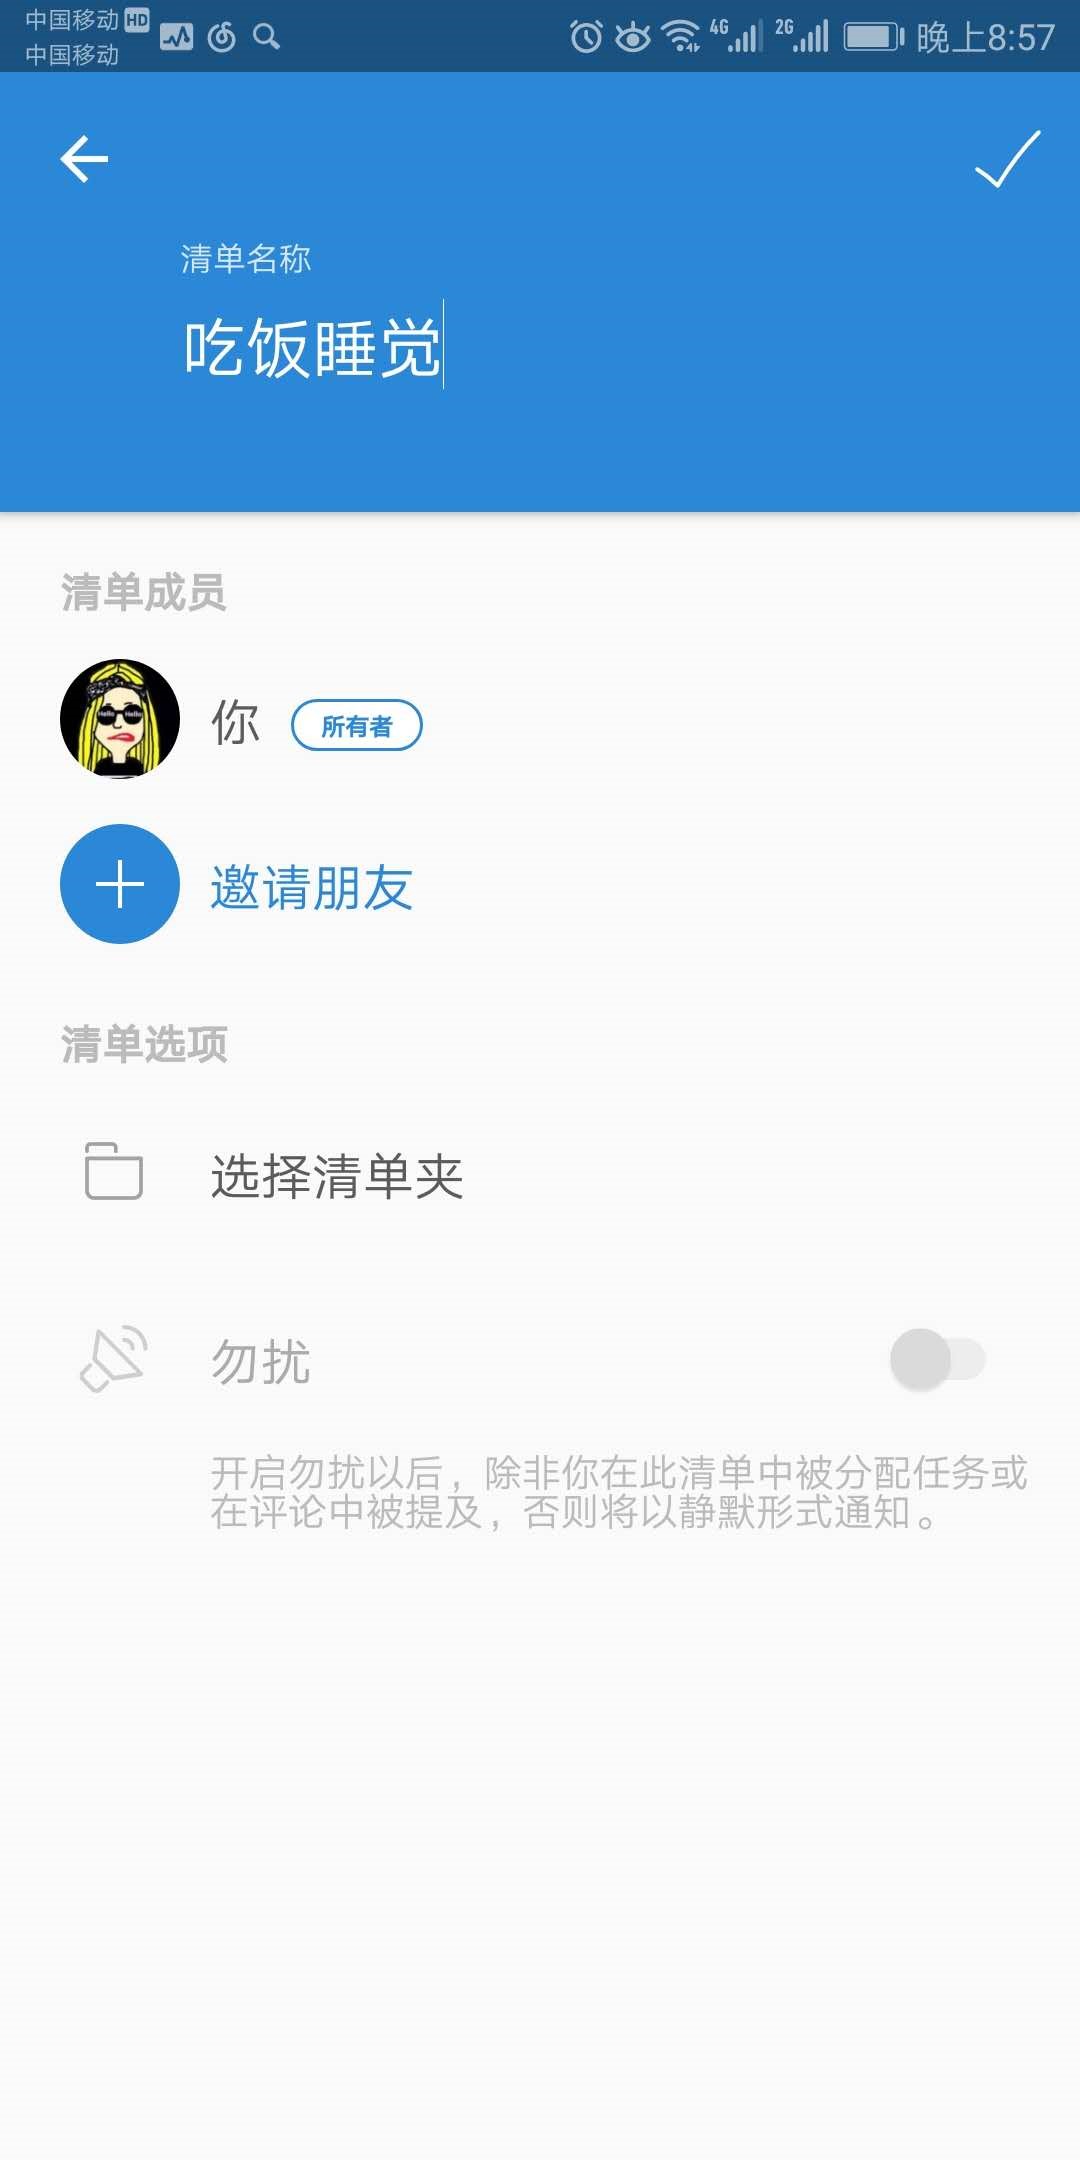 中国移动 HD
中国移动
4G 2G 晚上8:57
清单名称
吃饭睡觉
清单成员
Hello Hello
你 所有者
邀请朋友
清单选项
选择清单夹
勿扰
开启勿扰以后，除非你在此清单中被分配任务或
在评论中被提及，否则将以静默形式通知。